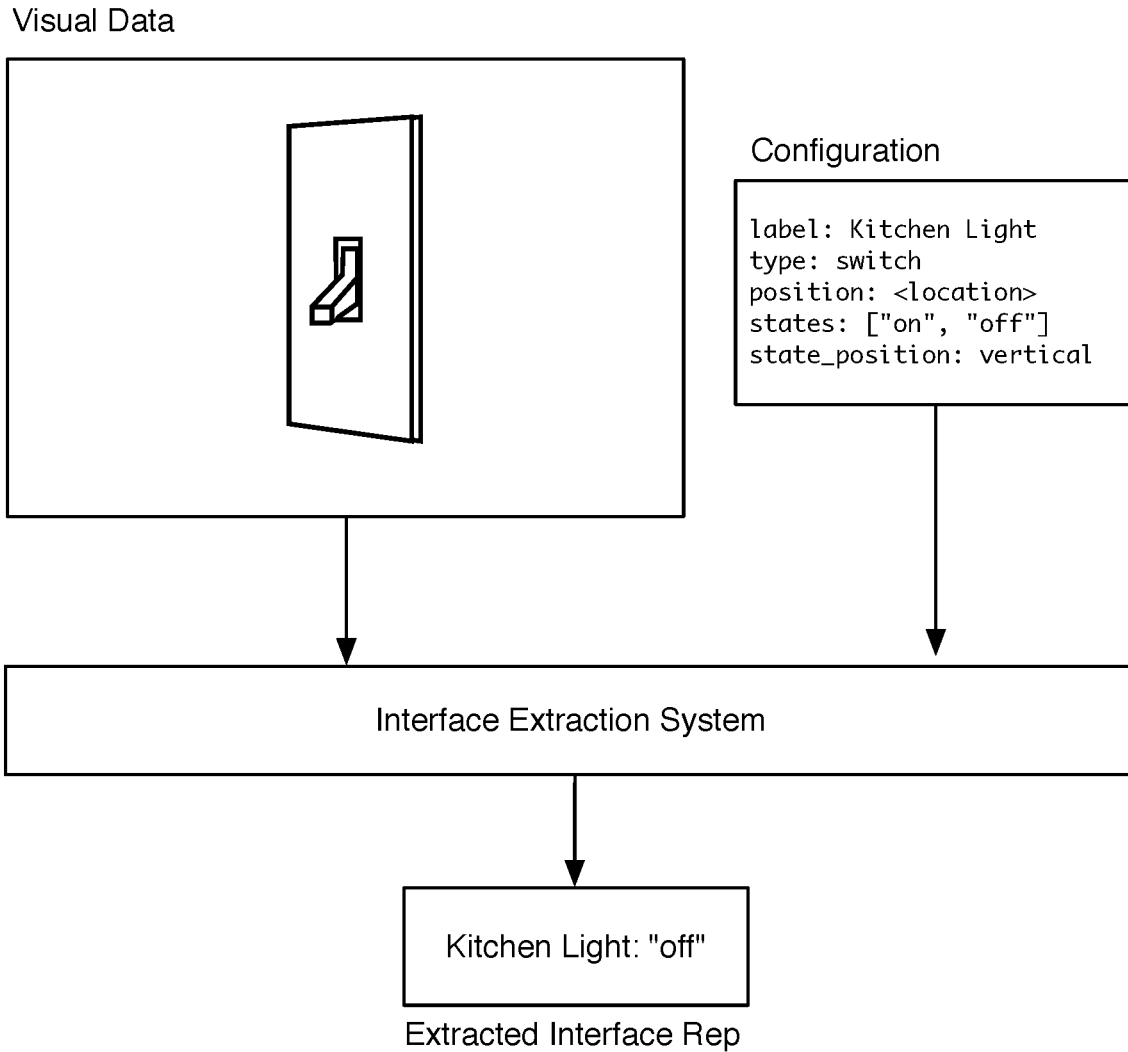 Visual Data
Configuration
label: Kitchen Light
type: switch
position: <location>
states: ["on", "off"]
state_position: vertical
Interface Extraction System
Kitchen Light: "off"
Extracted Interface Rep